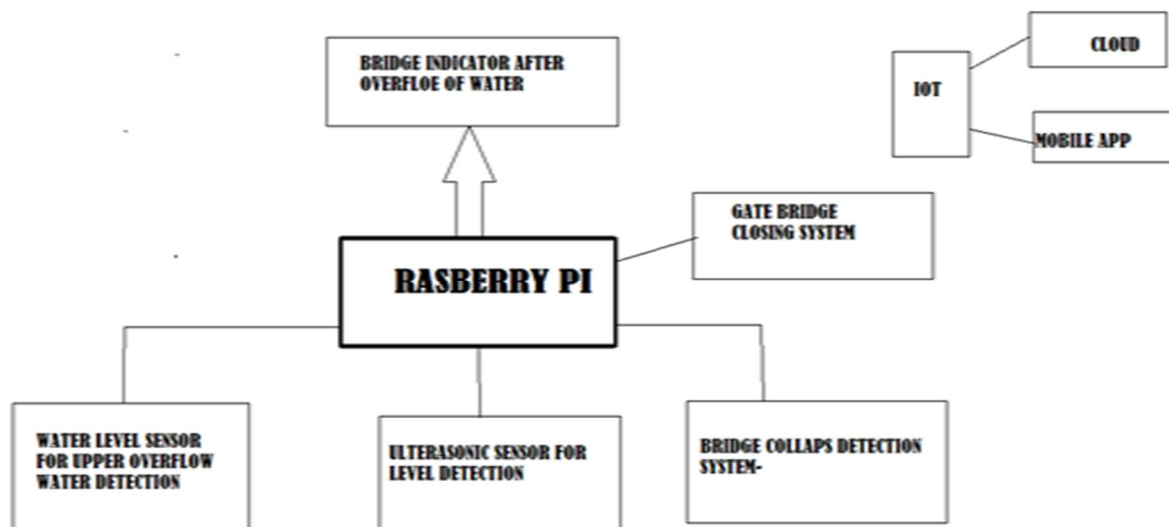 BRIDGE INDICATOR AFTER
OVERFLOE OF WATER
CLOUD
IOT
MOBILE APP
GATE BRIDGE
CLOSING SYSTEM
RASBERRY PI
WATER LEVEL SENSOR
FOR UPPER OVERFLOW
WATER DETECTION
ULTERASONIC SENSOR FOR
LEVEL DETECTION
BRIDGE COLLAPS DETECTION
SYSTEM-